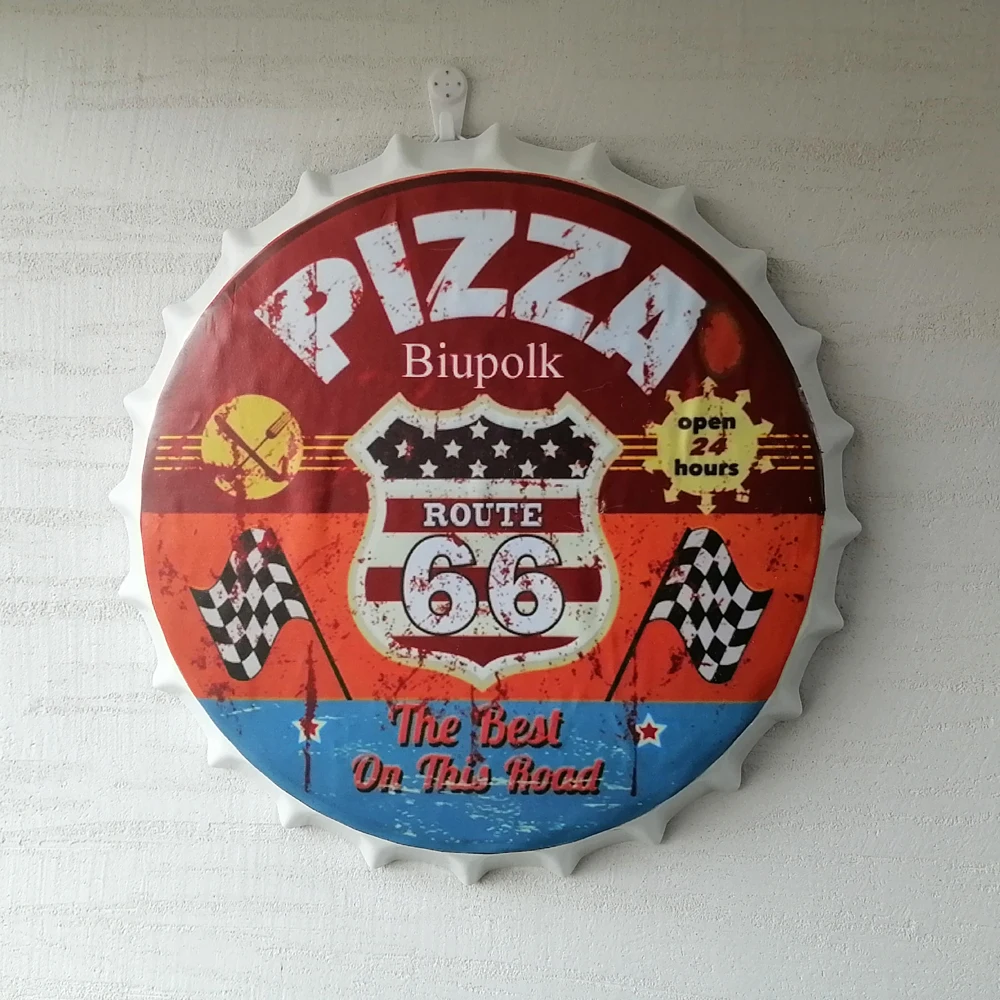 PIZZA
Biupolk
open
24
hours
ROUTE
66
The Best
On This Road